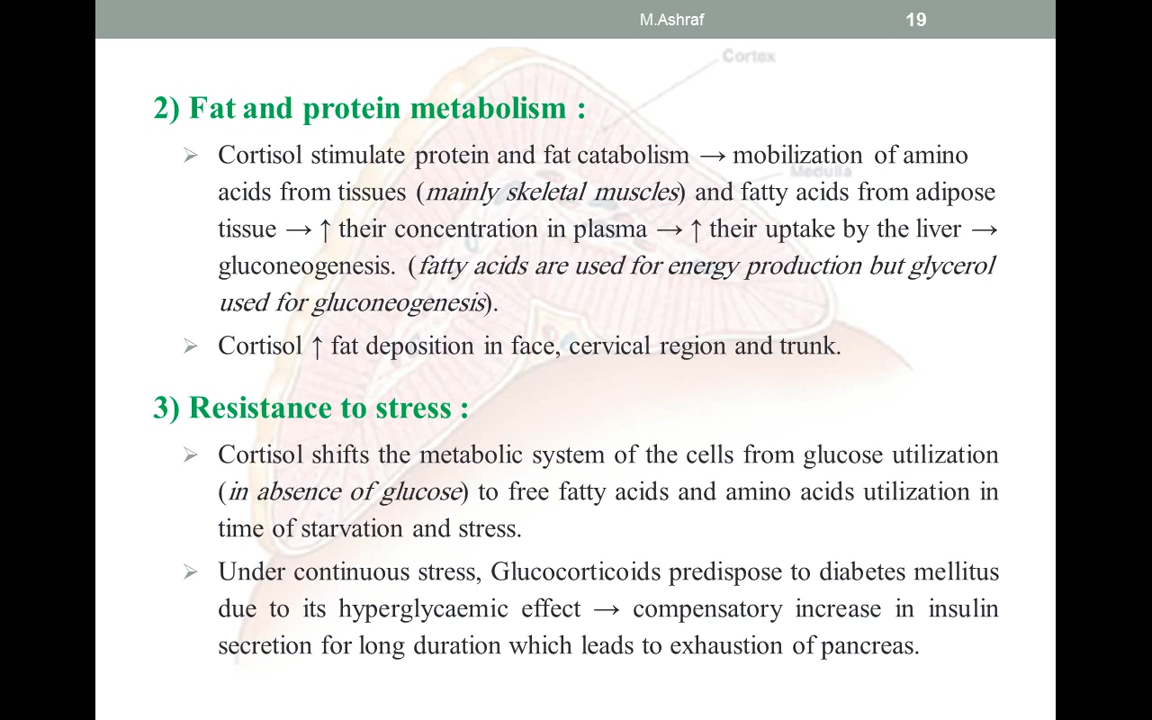 M.Ashraf 19
Cortex
2) Fat and protein metabolism :
➢ Cortisol stimulate protein and fat catabolism → mobilization of amino
Medulla
acids from tissues (mainly skeletal muscles) and fatty acids from adipose
tissue → ↑ their concentration in plasma → ↑ their uptake by the liver →
gluconeogenesis. (fatty acids are used for energy production but glycerol
used for gluconeogenesis).
➢ Cortisol ↑ fat deposition in face, cervical region and trunk.
3) Resistance to stress :
➢ Cortisol shifts the metabolic system of the cells from glucose utilization
(in absence of glucose) to free fatty acids and amino acids utilization in
time of starvation and stress.
➢ Under continuous stress, Glucocorticoids predispose to diabetes mellitus
due to its hyperglycaemic effect → compensatory increase in insulin
secretion for long duration which leads to exhaustion of pancreas.